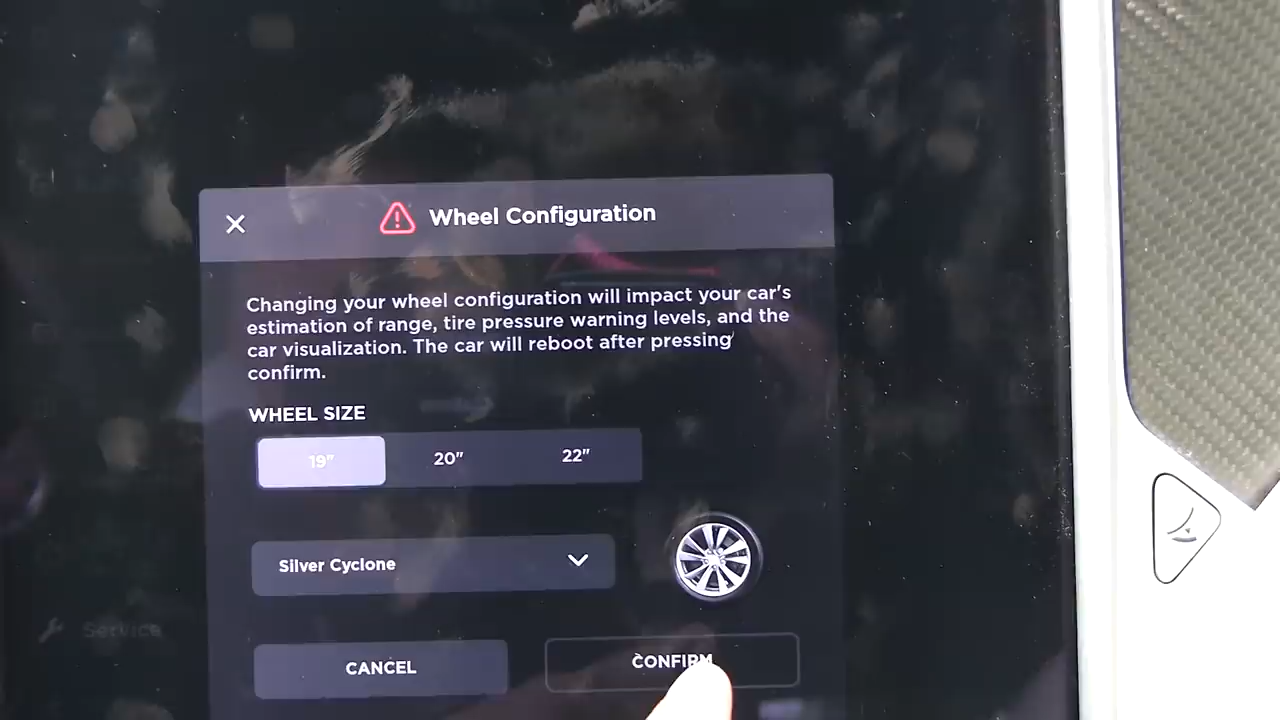 Wheel Configuration
Changing your wheel configuration will impact your car's
estimation of range, tire pressure warning levels, and the
car visualization. The car will reboot after pressing
confirm.
WHEEL SIZE
19" 20" 22"
Silver Cyclone
Service
CANCEL CONFIRM